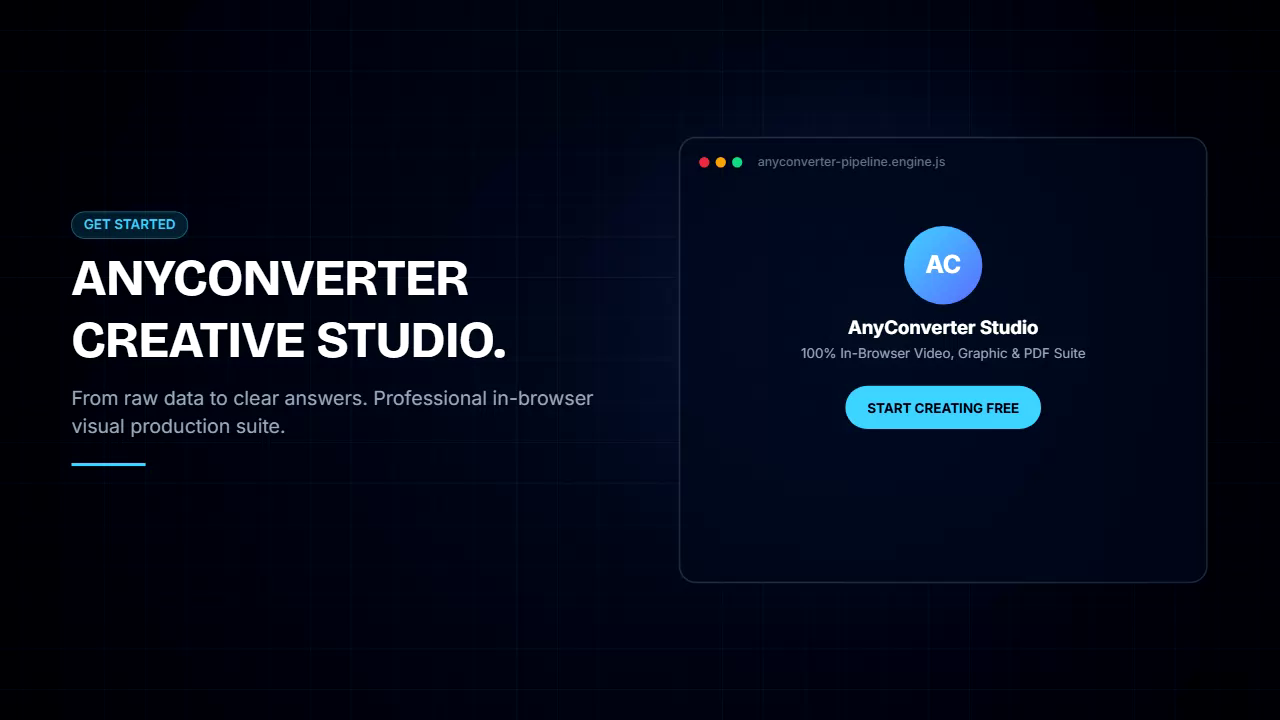 GET STARTED
ANYCONVERTER
CREATIVE STUDIO.
From raw data to clear answers. Professional in-browser
visual production suite.
anyconverter-pipeline.engine.js
AC
AnyConverter Studio
100% In-Browser Video, Graphic & PDF Suite
START CREATING FREE